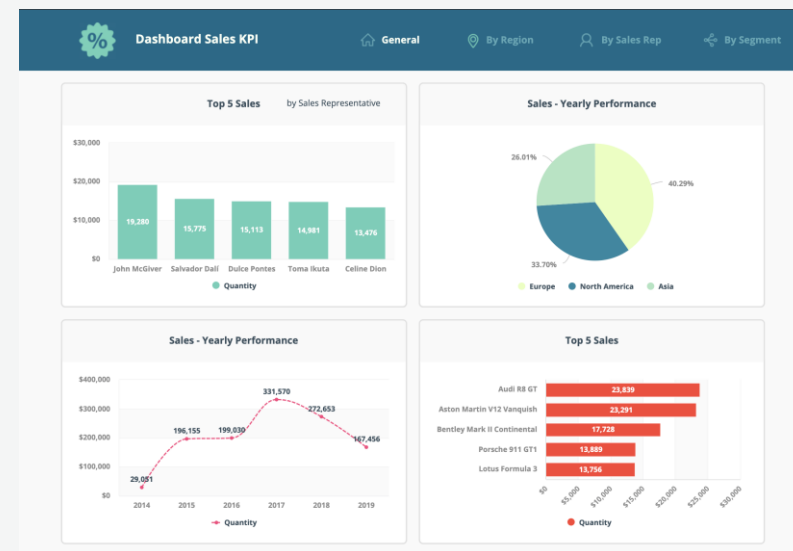 %
Dashboard Sales KPI
General
By Region
By Sales Rep
By Segment
Top 5 Sales by Sales Representative
$30,000
$20,000
$10,000
$0
19,280
15,775
15,113
14,981
13,476
John McGiver
Salvador Dalí
Dulce Pontes
Toma Ikuta
Celine Dion
Quantity
Sales - Yearly Performance
26.01%
40.29%
33.70%
Europe
North America
Asia
Sales - Yearly Performance
$400,000
$300,000
$200,000
$100,000
$0
29,051
196,155
199,030
331,570
272,653
167,456
2014
2015
2016
2017
2018
2019
Quantity
Top 5 Sales
Audi R8 GT
23,839
Aston Martin V12 Vanquish
23,291
Bentley Mark II Continental
17,728
Porsche 911 GT1
13,889
Lotus Formula 3
13,756
$0
$5,000
$10,000
$15,000
$20,000
$25,000
$30,000
Quantity